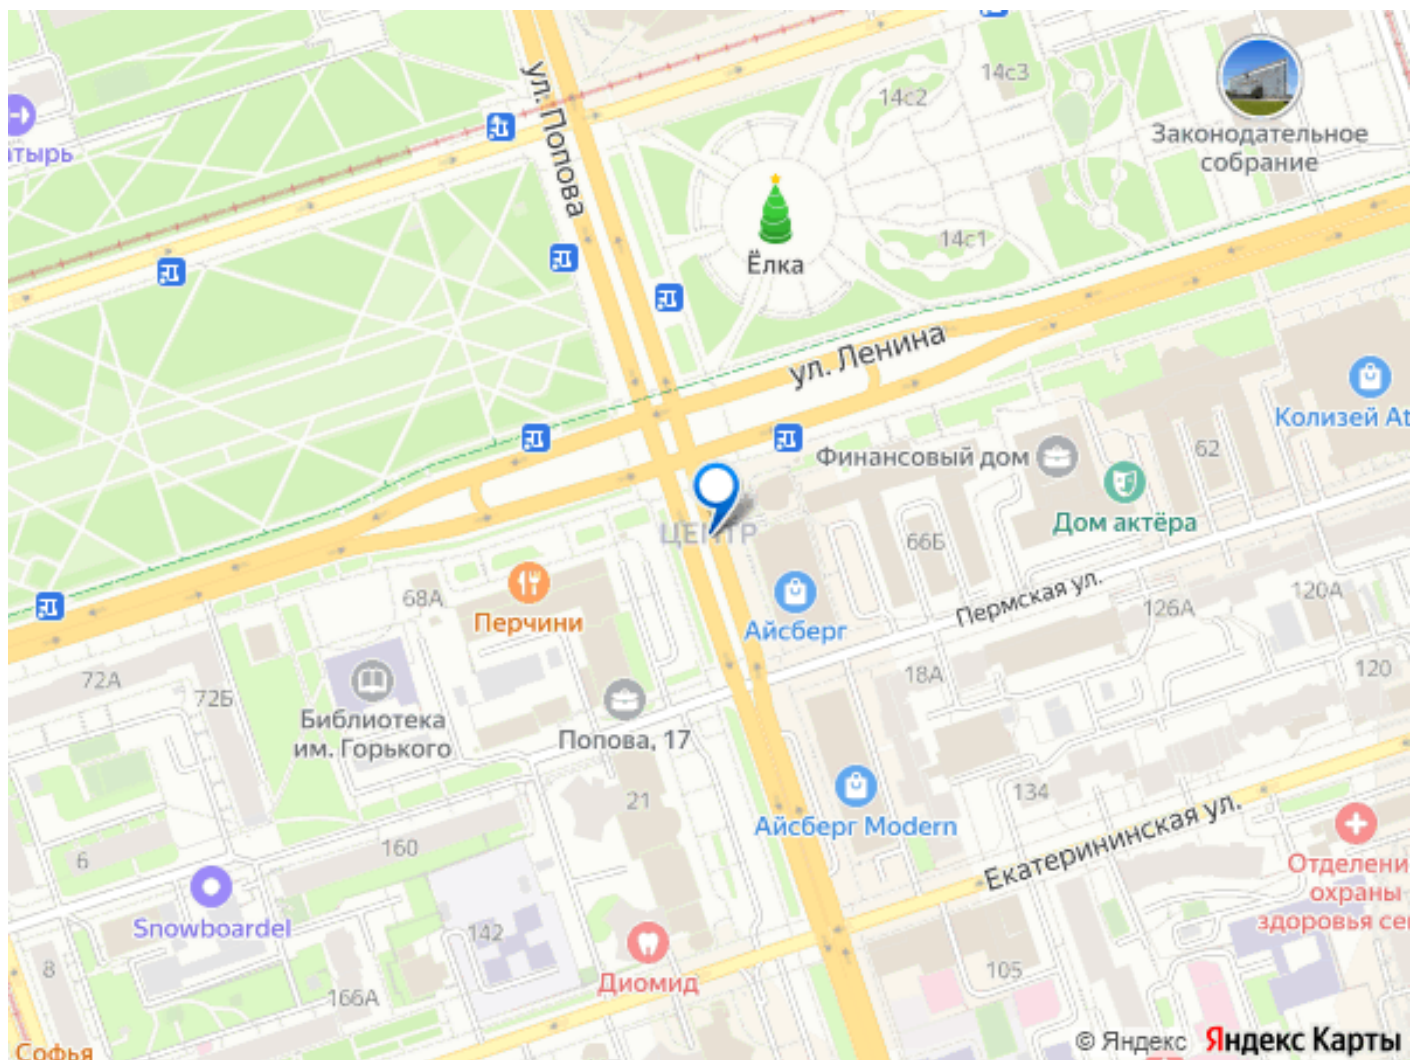 14с3
14с2
Законодательное
собрание
ул. Попова
атырь
14с1
Ёлка
ул. Ленина
Колизей At
Финансовый дом
62
Дом актёра
ЦЕНТР
66Б
Пермская ул.
126А
120А
68А
Перчини
Айсберг
18А
120
72А
72Б
Библиотека
им. Горького
Попова, 17
21
134
Айсберг Modern
Екатерининская ул.
6
160
Отделени
охраны
здоровья се
Snowboardel
142
Диомид
8
166А
105
Софья
© Яндекс Яндекс Карты